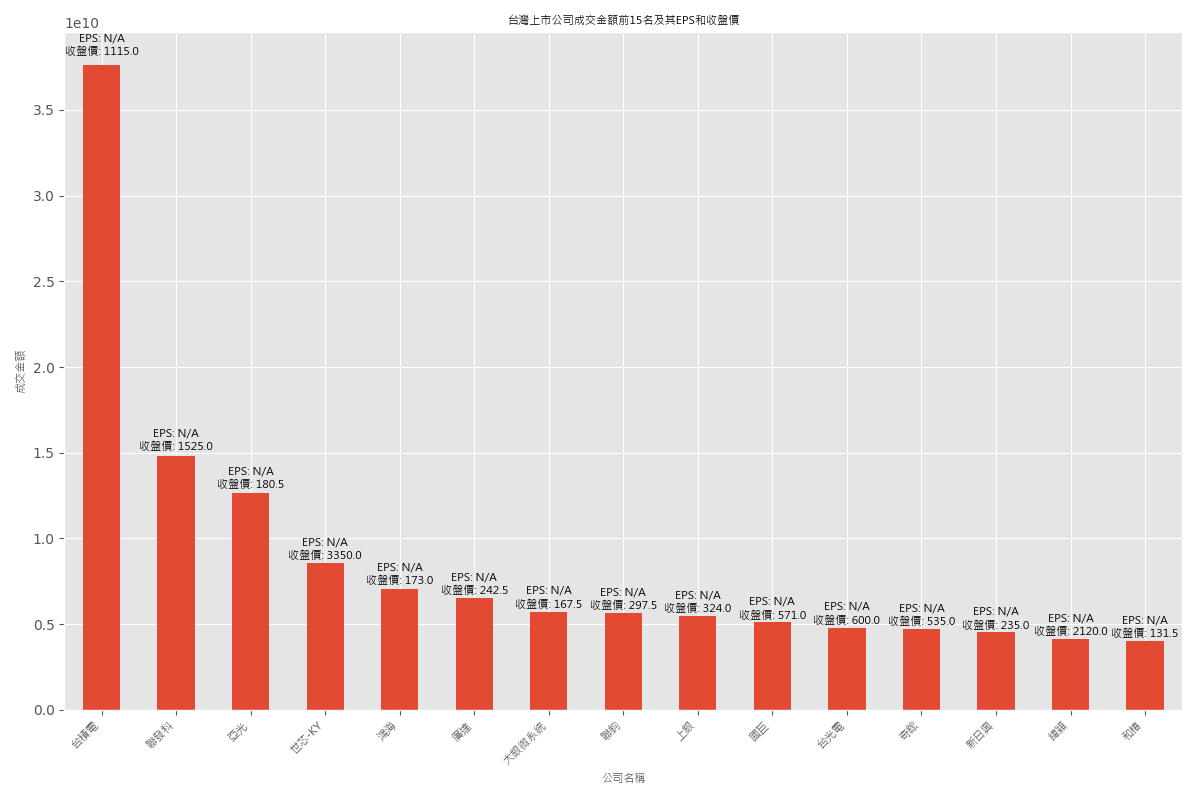 台灣上市公司成交金額前15名及其EPS和收盤價
1e10
EPS: N/A
收盤價: 1115.0
3.5
3.0
2.5
2.0
成交金額
EPS: N/A
收盤價: 1525.0
1.5
EPS: N/A
收盤價: 180.5
1.0
EPS: N/A
收盤價: 3350.0
EPS: N/A
收盤價: 173.0
EPS: N/A
收盤價: 242.5
EPS: N/A
收盤價: 167.5
EPS: N/A
收盤價: 297.5
EPS: N/A
收盤價: 324.0
EPS: N/A
收盤價: 571.0
EPS: N/A
收盤價: 600.0
EPS: N/A
收盤價: 535.0
EPS: N/A
收盤價: 235.0
EPS: N/A
收盤價: 2120.0
EPS: N/A
收盤價: 131.5
0.5
0.0
台積電
聯發科
亞光
世芯-KY
鴻海
廣達
大銀微系統
聯鈞
上銀
國巨
台光電
奇鋐
新日興
緯穎
和椿
公司名稱